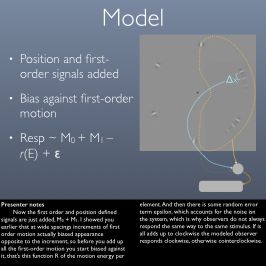 Model
• Position and first-
order signals added
• Bias against first-order
motion
• Resp ~ M₀ + M₁ –
r(E) + ε
Δx
Presenter notes
Now the first order and position defined
signals are just added, M0 + M1. I showed you
earlier that at wide spacings increments of first
order motion actually biased appearance
opposite to the increment, so before you add up
all the first-order motion you start biased against
it, that's this function R of the motion energy per
element. And then there is some random error
term epsilon, which accounts for the noise isn
the system, which is why observers do not always
respond the same way to the same stimulus. If is
all adds up to clockwise the modeled observer
responds clockwise, otherwise cointerclockwise.